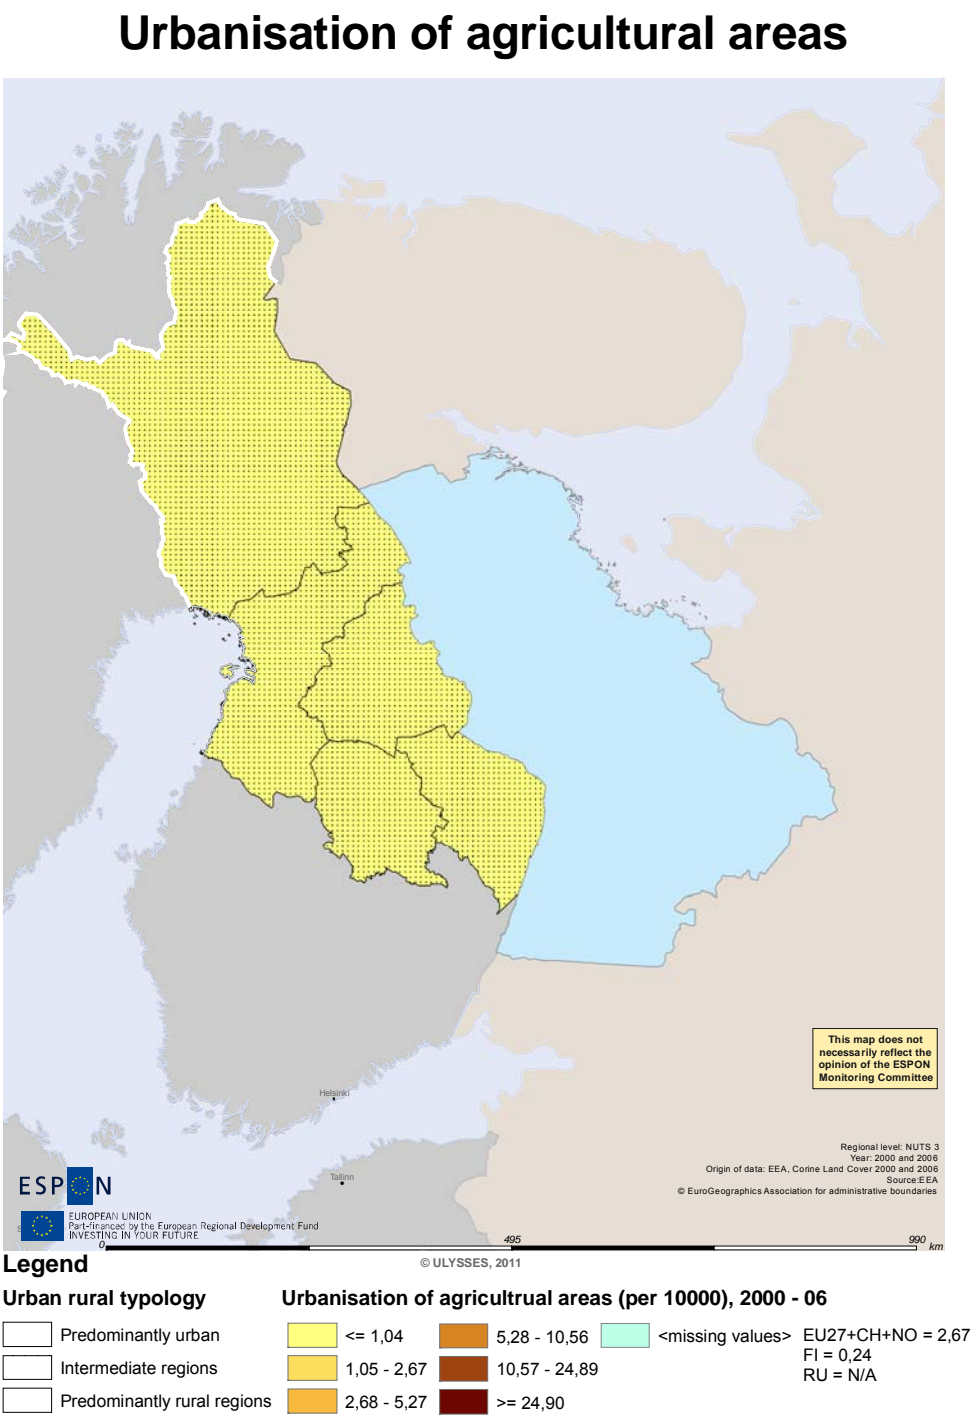 Urbanisation of agricultural areas
This map does not
necessarily reflect the
opinion of the ESPON
Monitoring Committee
Helsinki
Tallinn
Regional level: NUTS 3
Year: 2000 and 2006
Origin of data: EEA, Corine Land Cover 2000 and 2006
Source:EEA
© EuroGeographics Association for administrative boundaries
ESPON
EUROPEAN UNION
Part-financed by the European Regional Development Fund
INVESTING IN YOUR FUTURE
0 495 990 km
© ULYSSES, 2011
Legend
Urban rural typology
Predominantly urban
Intermediate regions
Predominantly rural regions
Urbanisation of agricultrual areas (per 10000), 2000 - 06
<= 1,04
1,05 - 2,67
2,68 - 5,27
5,28 - 10,56
10,57 - 24,89
>= 24,90
<missing values>
EU27+CH+NO = 2,67
FI = 0,24
RU = N/A